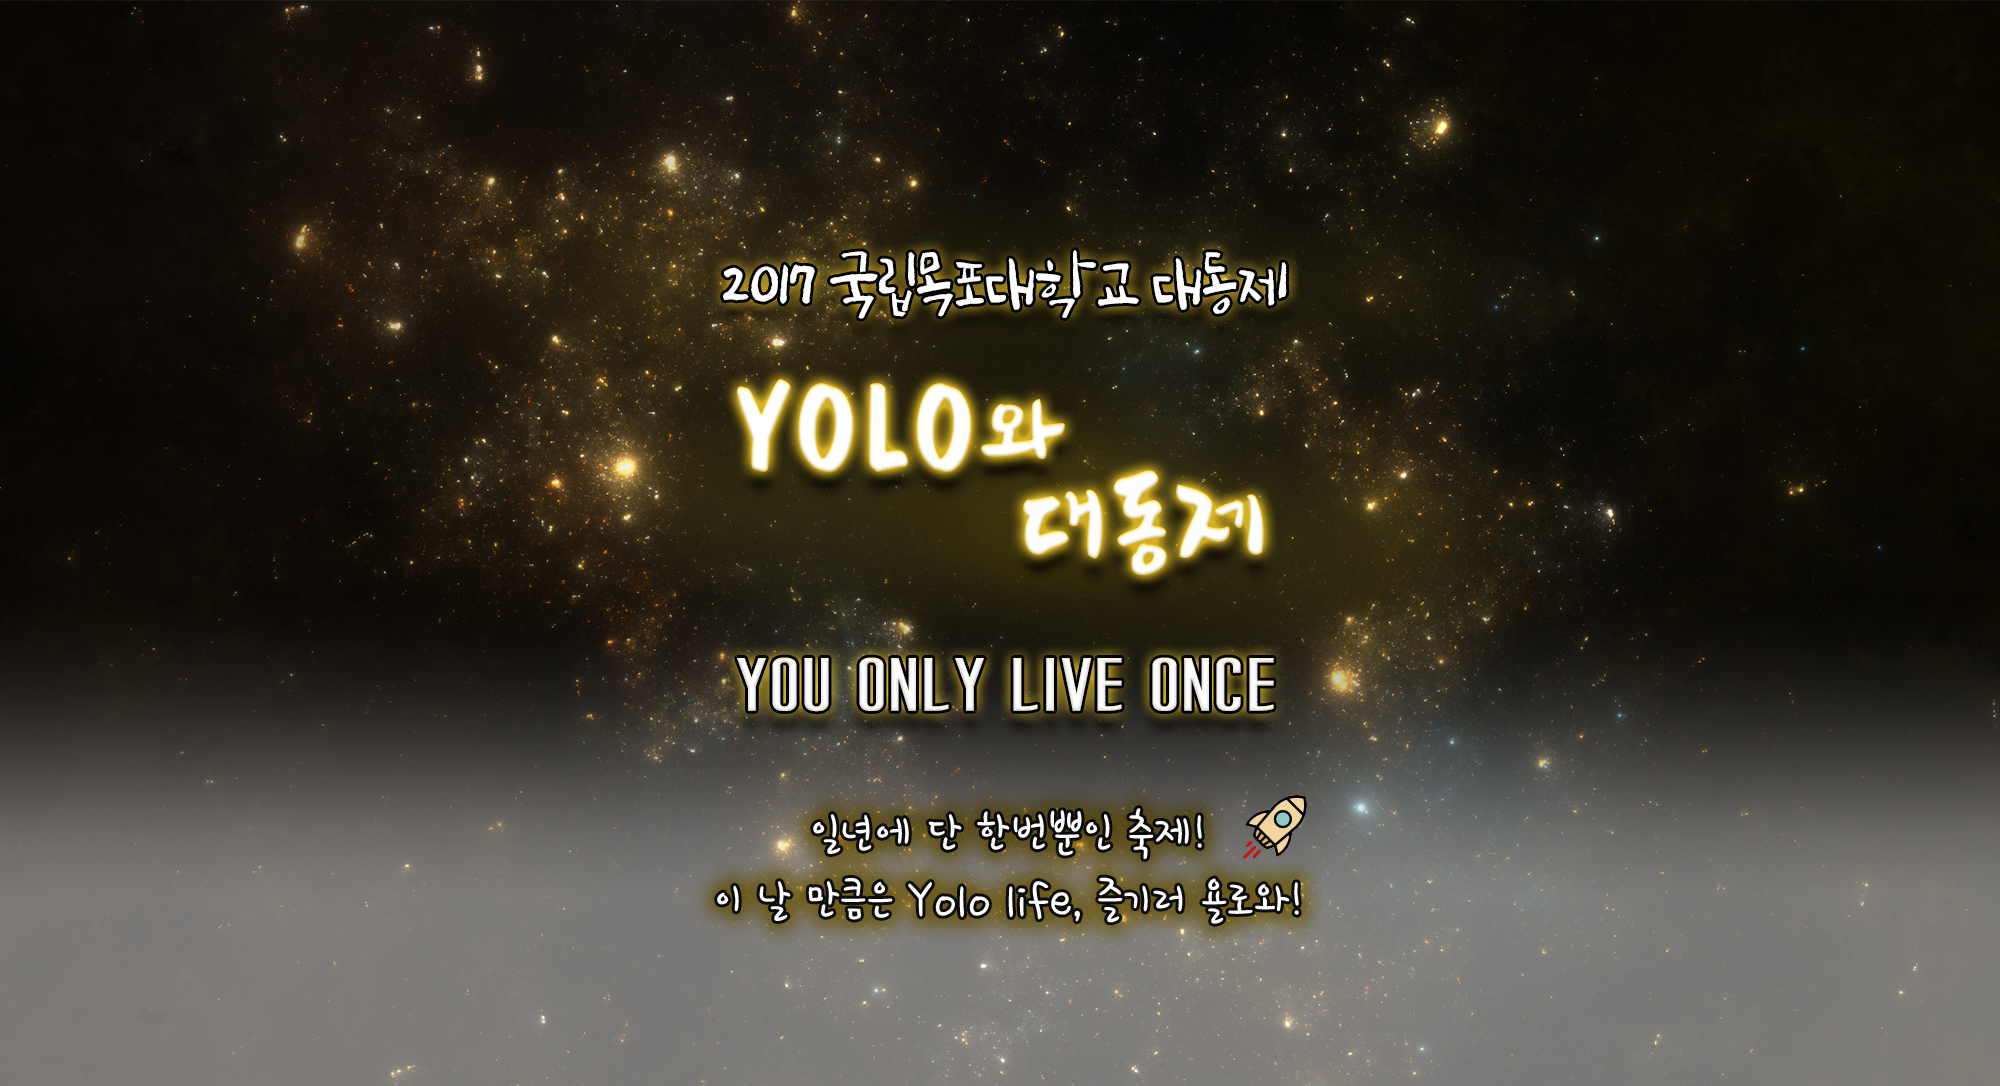 2017 국립목포대학교 대동제
YOLO와
대동제
YOU ONLY LIVE ONCE
일년에 단 한번뿐인 축제!
이 날 만큼은 Yolo life, 즐기러 욜로와!